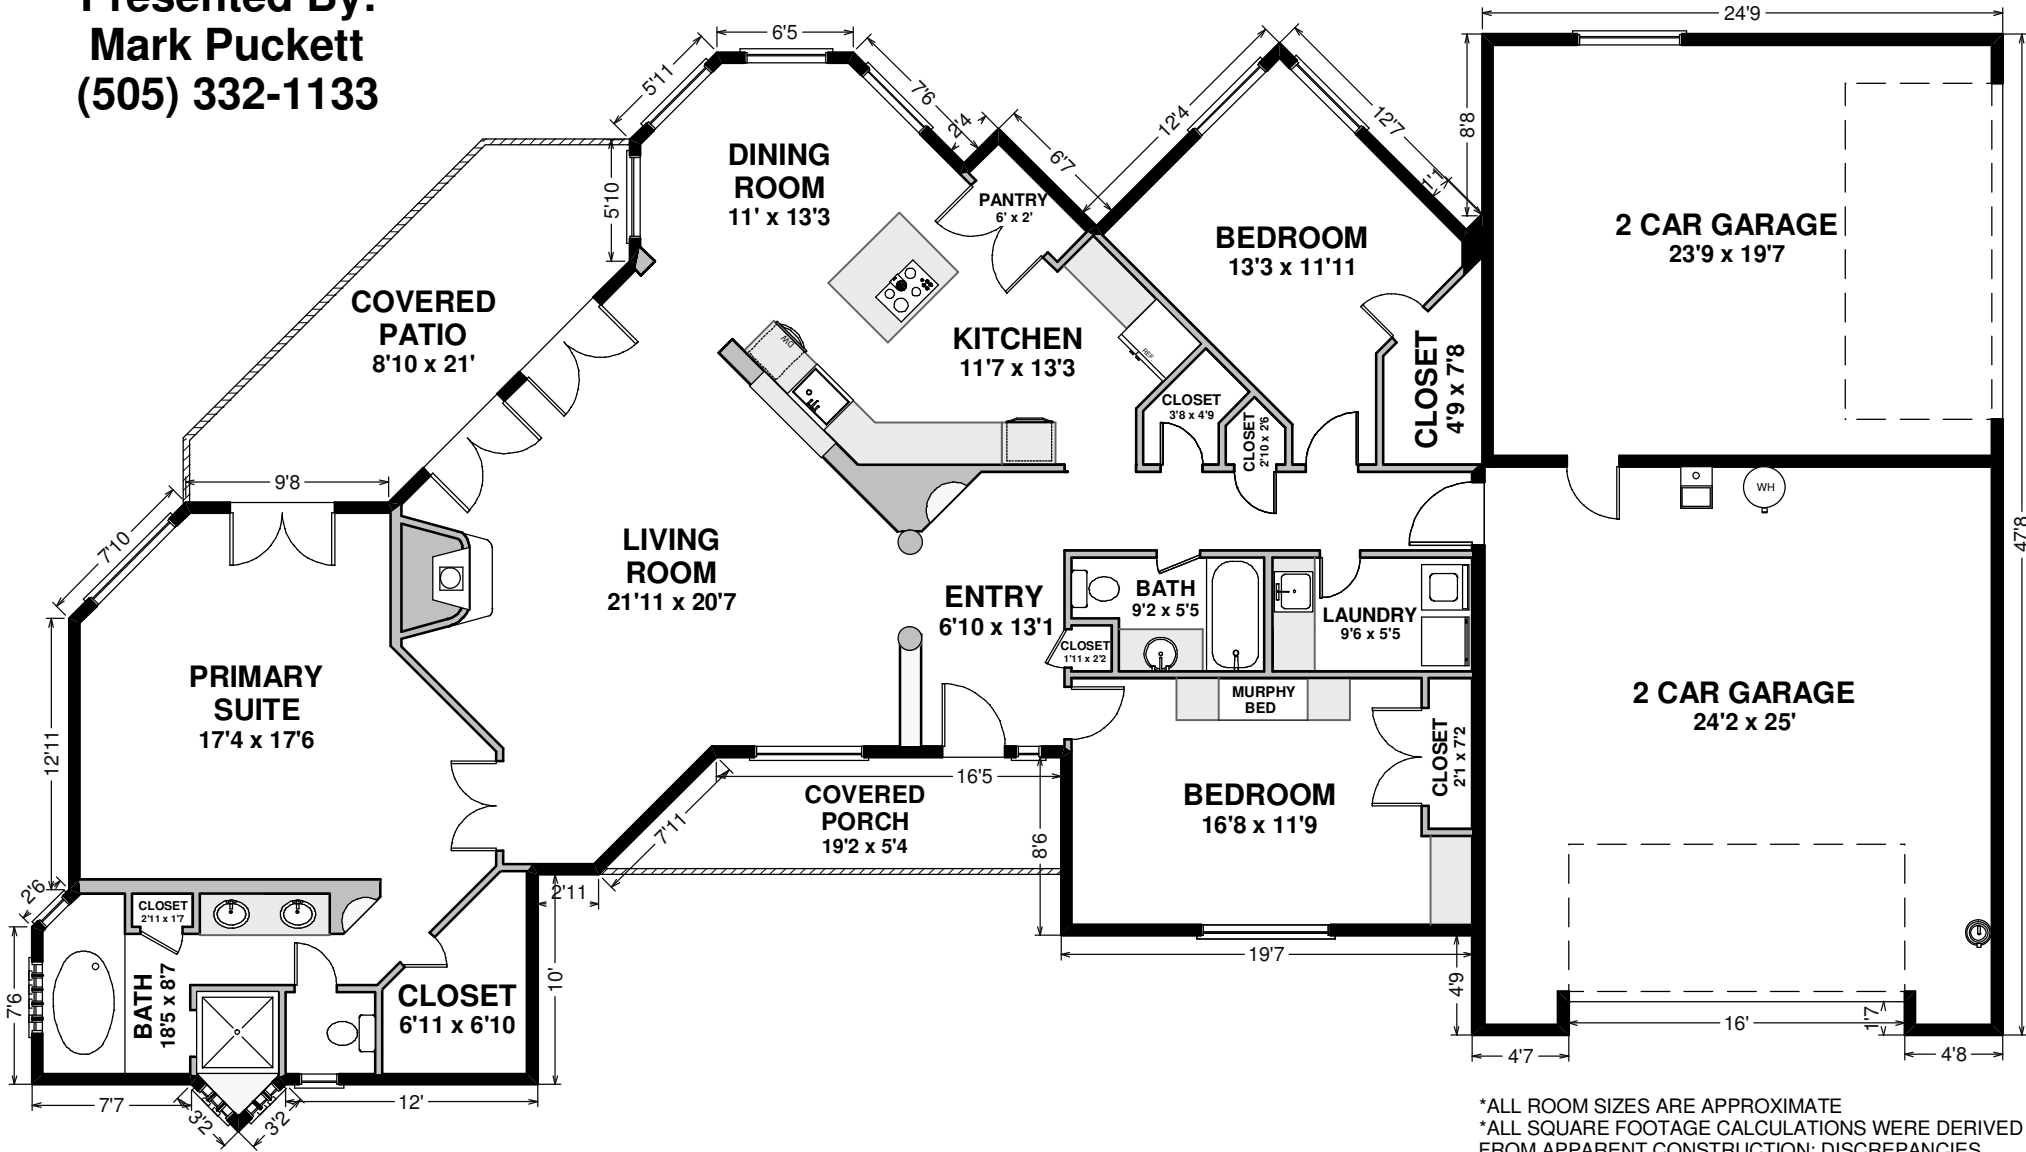 Presented By:
Mark Puckett
(505) 332-1133
24'9
6'5
5'11
7'6
2'4
6'7
12'4
12'7
1'1
8'8
47'8
DINING
ROOM
11' x 13'3
PANTRY
6' x 2'
BEDROOM
13'3 x 11'11
2 CAR GARAGE
23'9 x 19'7
5'10
COVERED
PATIO
8'10 x 21'
KITCHEN
11'7 x 13'3
DW
REF.
CLOSET
4'9 x 7'8
CLOSET
3'8 x 4'9
CLOSET
2'10 x 2'6
9'8
7'10
WH
LIVING
ROOM
21'11 x 20'7
ENTRY
6'10 x 13'1
BATH
9'2 x 5'5
LAUNDRY
9'6 x 5'5
CLOSET
1'11 x 2'2
PRIMARY
SUITE
17'4 x 17'6
MURPHY
BED
2 CAR GARAGE
24'2 x 25'
12'11
CLOSET
2'1 x 7'2
16'5
COVERED
PORCH
19'2 x 5'4
7'11
8'6
BEDROOM
16'8 x 11'9
2'6
CLOSET
2'11 x 1'7
2'11
10'
19'7
4'9
7'6
BATH
18'5 x 8'7
CLOSET
6'11 x 6'10
16'
1'7
4'7
4'8
7'7
3'2
3'2
12'
*ALL ROOM SIZES ARE APPROXIMATE
*ALL SQUARE FOOTAGE CALCULATIONS WERE DERIVED
FROM APPARENT CONSTRUCTION: DISCREPANCIES